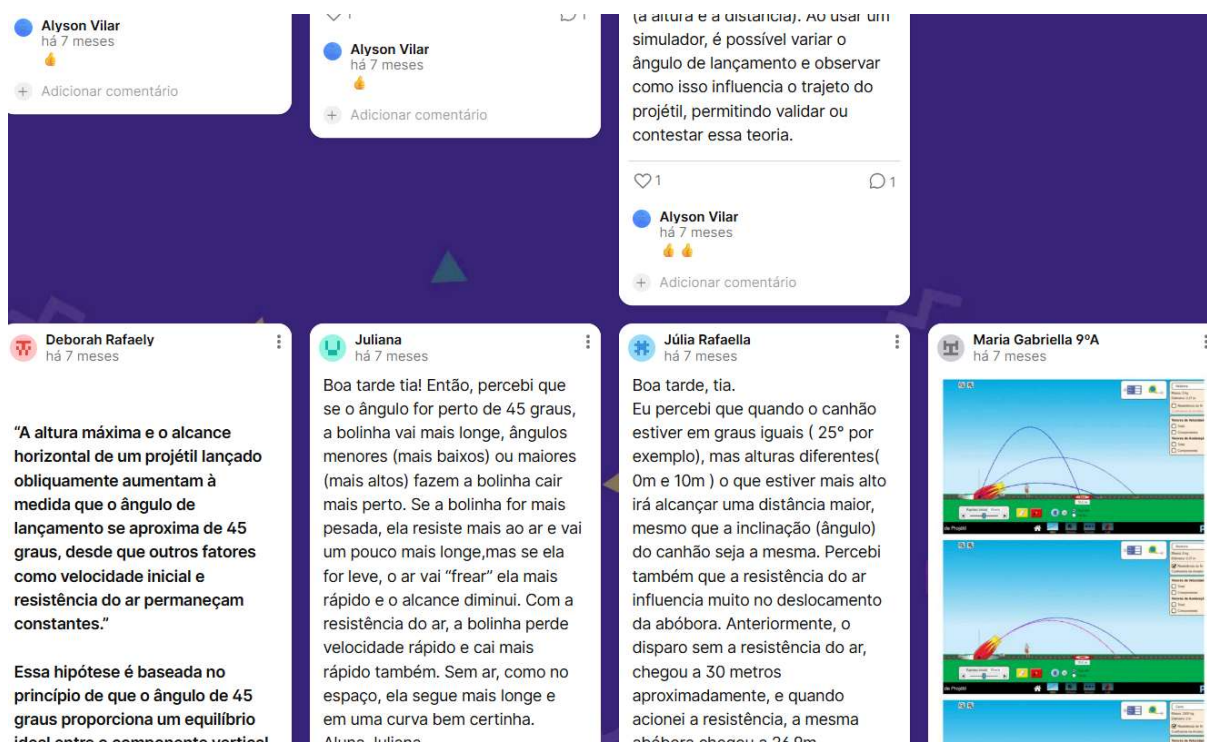 Alyson Vilar
há 7 meses
👍
Adicionar comentário
1
1
Alyson Vilar
há 7 meses
👍
Adicionar comentário
(a altura e a distância). Ao usar um
simulador, é possível variar o
ângulo de lançamento e observar
como isso influencia o trajeto do
projétil, permitindo validar ou
contestar essa teoria.
1
1
Alyson Vilar
há 7 meses
👍 👍
Adicionar comentário
Deborah Rafaely
há 7 meses
“A altura máxima e o alcance
horizontal de um projétil lançado
obliquamente aumentam à
medida que o ângulo de
lançamento se aproxima de 45
graus, desde que outros fatores
como velocidade inicial e
resistência do ar permaneçam
constantes.”
Essa hipótese é baseada no
princípio de que o ângulo de 45
graus proporciona um equilíbrio
ideal entre o componente vertical
Juliana
há 7 meses
Boa tarde tia! Então, percebi que
se o ângulo for perto de 45 graus,
a bolinha vai mais longe, ângulos
menores (mais baixos) ou maiores
(mais altos) fazem a bolinha cair
mais perto. Se a bolinha for mais
pesada, ela resiste mais ao ar e vai
um pouco mais longe,mas se ela
for leve, o ar vai “frear” ela mais
rápido e o alcance diminui. Com a
resistência do ar, a bolinha perde
velocidade rápido e cai mais
rápido também. Sem ar, como no
espaço, ela segue mais longe e
em uma curva bem certinha.
Aluna Juliana
Júlia Rafaella
há 7 meses
Boa tarde, tia.
Eu percebi que quando o canhão
estiver em graus iguais ( 25° por
exemplo), mas alturas diferentes(
0m e 10m ) o que estiver mais alto
iráalcançar uma distância maior,
mesmo que a inclinação (ângulo)
do canhão seja a mesma. Percebi
também que a resistência do ar
influencia muito no deslocamento
da abóbora. Anteriormente, o
disparo sem a resistência do ar,
chegou a 30 metros
aproximadamente, e quando
acionei a resistência, a mesma
abóbora chegou a 26,9m
Maria Gabriella 9ºA
há 7 meses